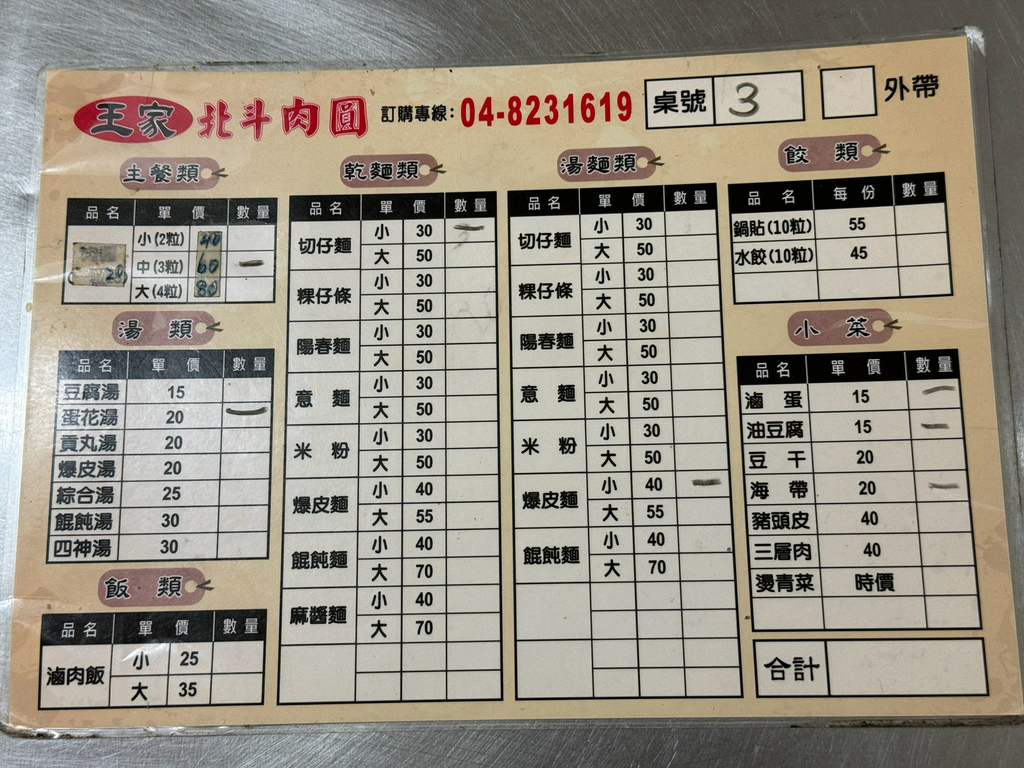 王家 北斗肉圓 訂購專線：04-8231619 桌號 3 外帶
主餐類
品名 單價 數量
20
小(2粒) 40
中(3粒) 60 一
大(4粒) 80
湯類
品名 單價 數量
豆腐湯 15
蛋花湯 20 一
貢丸湯 20
爆皮湯 20
綜合湯 25
餛飩湯 30
四神湯 30
飯類
品名 單價 數量
滷肉飯 小 25
大 35
乾麵類
品名 單價 數量
切仔麵 小 30 一
大 50
粿仔條 小 30
大 50
陽春麵 小 30
大 50
意麵 小 30
大 50
米粉 小 30
大 50
爆皮麵 小 40
大 55
餛飩麵 小 40
大 70
麻醬麵 小 40
大 70
湯麵類
品名 單價 數量
切仔麵 小 30
大 50
粿仔條 小 30
大 50
陽春麵 小 30
大 50
意麵 小 30
大 50
米粉 小 30
大 50
爆皮麵 小 40 一
大 55
餛飩麵 小 40
大 70
餃類
品名 每份
鍋貼(10粒) 55
水餃(10粒) 45
小菜
品名 單價 數量
滷蛋 15 一
油豆腐 15 一
豆干 20
海帶 20 一
豬頭皮 40
三層肉 40
燙青菜 時價
合計